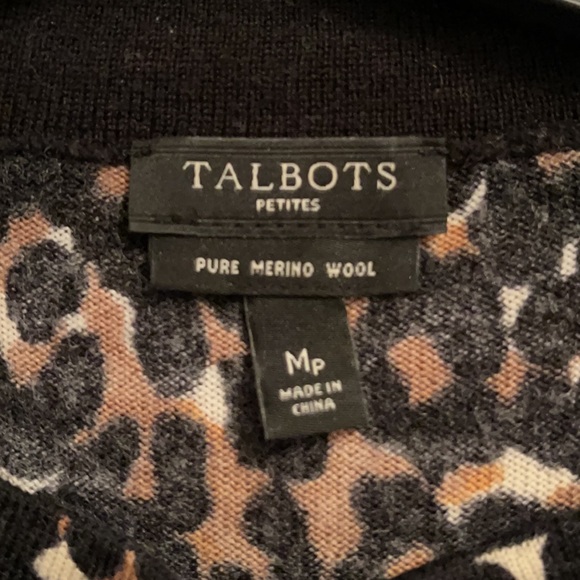 TALBOTS
PETITES
PURE MERINO WOOL
MP
MADE IN
CHINA